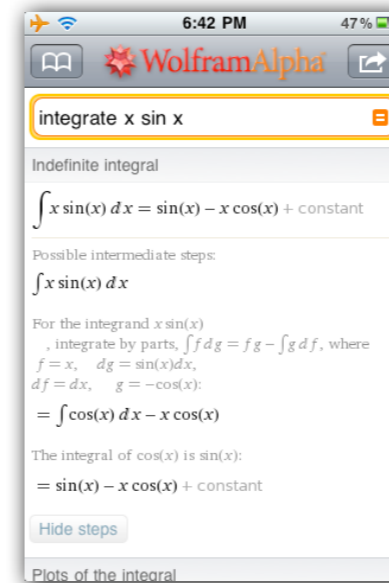 6:42 PM 47%
WolframAlpha
integrate x sin x
=
Indefinite integral
∫x sin(x) dx = sin(x) – x cos(x) + constant
Possible intermediate steps:
∫x sin(x) dx
For the integrand x sin(x)
, integrate by parts, ∫f dg = f g – ∫g df, where
f = x, dg = sin(x)dx,
df = dx, g = –cos(x):
= ∫cos(x) dx – x cos(x)
The integral of cos(x) is sin(x):
= sin(x) – x cos(x) + constant
Hide steps
Plots of the integral